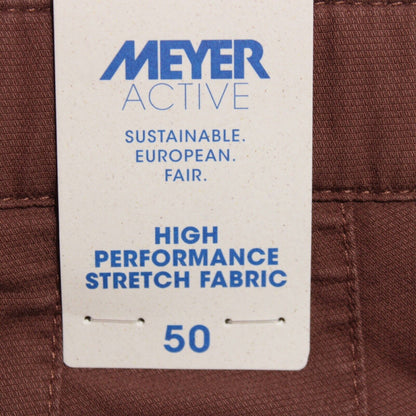 MEYER
ACTIVE
SUSTAINABLE.
EUROPEAN.
FAIR.
HIGH
PERFORMANCE
STRETCH FABRIC
50